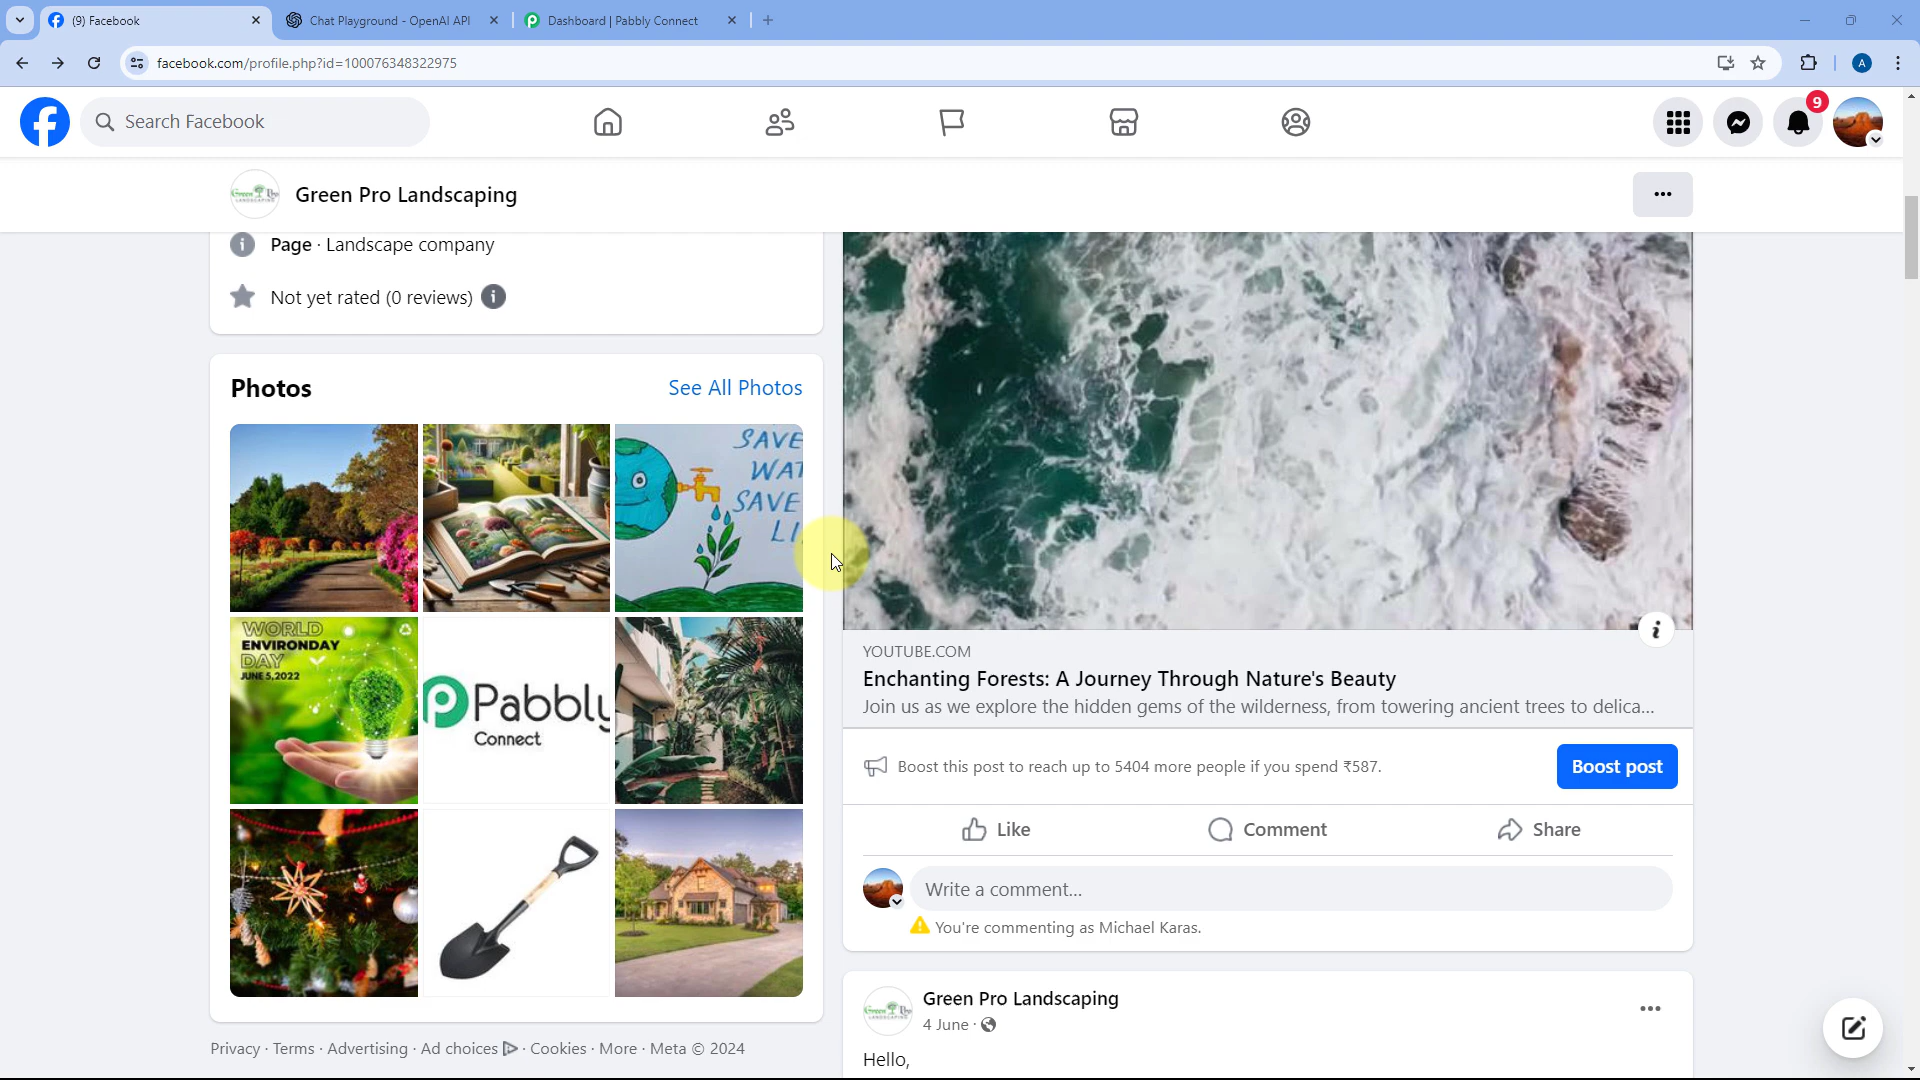 (9) Facebook
Chat Playground - OpenAI API
Dashboard | Pabbly Connect
facebook.com/profile.php?id=100076348322975
A
Search Facebook
9
Green Pro Landscaping
Page · Landscape company
Not yet rated (0 reviews)
Photos
See All Photos
SAVE
WAT
SAVE
LI
WORLD
ENVIRONDAY
DAY
JUNE 5,2022
Pabbly
Connect
YOUTUBE.COM
Enchanting Forests: A Journey Through Nature's Beauty
Join us as we explore the hidden gems of the wilderness, from towering ancient trees to delica...
Boost this post to reach up to 5404 more people if you spend ₹587.
Boost post
Like
Comment
Share
Write a comment...
You're commenting as Michael Karas.
Green Pro Landscaping
4 June ·
Hello,
Privacy · Terms · Advertising · Ad choices · Cookies · More · Meta © 2024